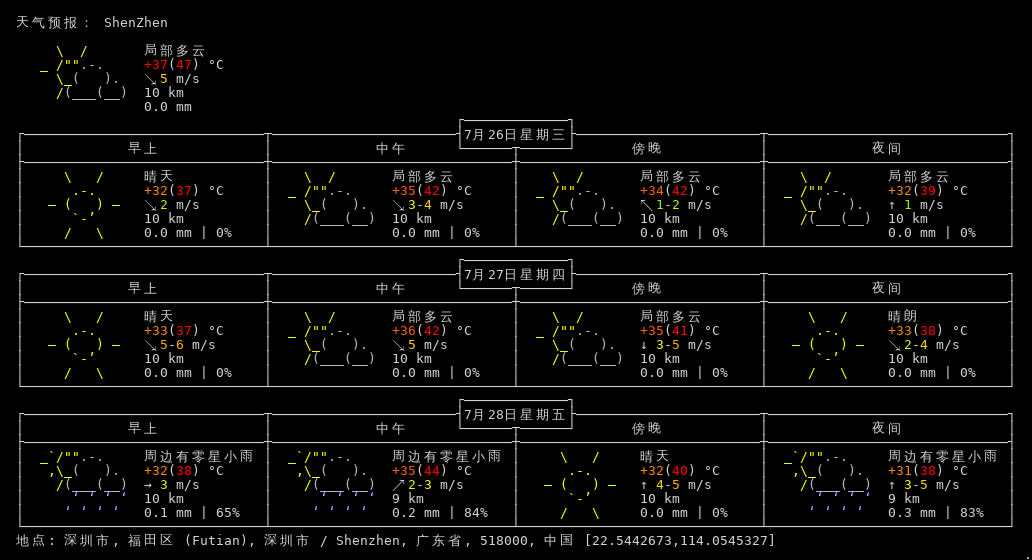 天气预报： ShenZhen
局部多云
+37(47) °C
↘ 5 m/s
10 km
0.0 mm
7月26日星期三
早上 中午 傍晚 夜间
晴天 局部多云 局部多云 局部多云
+32(37) °C +35(42) °C +34(42) °C +32(39) °C
↘ 2 m/s ↘ 3-4 m/s ↖ 1-2 m/s ↑ 1 m/s
10 km 10 km 10 km 10 km
0.0 mm | 0% 0.0 mm | 0% 0.0 mm | 0% 0.0 mm | 0%
7月27日星期四
早上 中午 傍晚 夜间
晴天 局部多云 局部多云 晴朗
+33(37) °C +36(42) °C +35(41) °C +33(38) °C
↘ 5-6 m/s ↘ 5 m/s ↓ 3-5 m/s ↘ 2-4 m/s
10 km 10 km 10 km 10 km
0.0 mm | 0% 0.0 mm | 0% 0.0 mm | 0% 0.0 mm | 0%
7月28日星期五
早上 中午 傍晚 夜间
周边有零星小雨 周边有零星小雨 晴天 周边有零星小雨
+32(38) °C +35(44) °C +32(40) °C +31(38) °C
→ 3 m/s ↗ 2-3 m/s ↑ 4-5 m/s ↑ 3-5 m/s
10 km 9 km 10 km 9 km
0.1 mm | 65% 0.2 mm | 84% 0.0 mm | 0% 0.3 mm | 83%
地点: 深圳市, 福田区 (Futian), 深圳市 / Shenzhen, 广东省, 518000, 中国 [22.5442673,114.0545327]